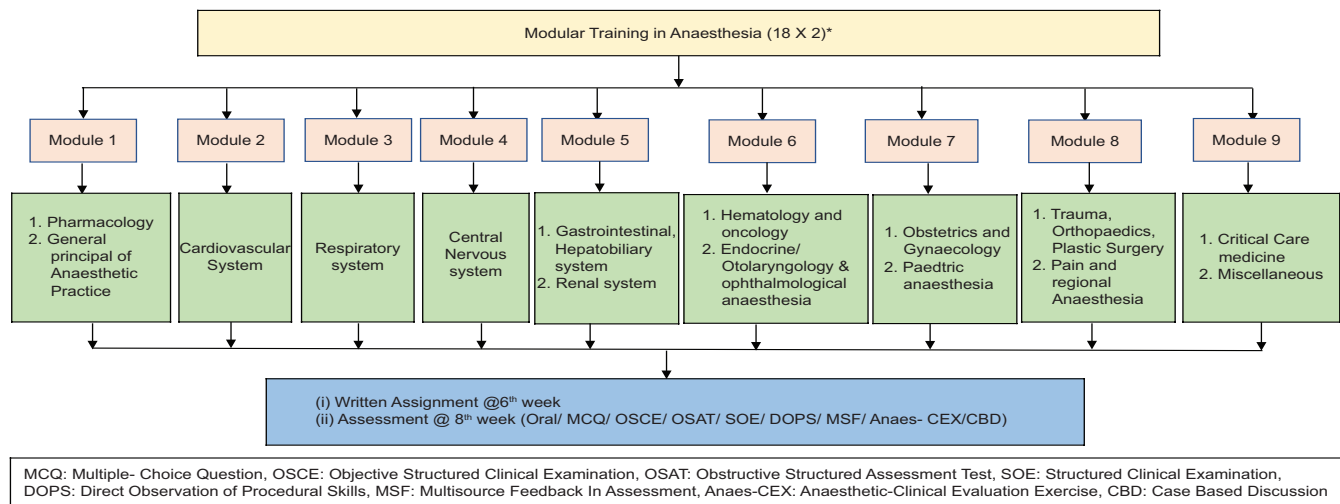 Modular Training in Anaesthesia (18 X 2)*
Module 1
Module 2
Module 3
Module 4
Module 5
Module 6
Module 7
Module 8
Module 9
1. Pharmacology
2. General
principal of
Anaesthetic
Practice
Cardiovascular
System
Respiratory
system
Central
Nervous
system
1. Gastrointestinal,
Hepatobiliary
system
2. Renal system
1. Hematology and
oncology
2. Endocrine/
Otolaryngology &
ophthalmological
anaesthesia
1. Obstetrics and
Gynaecology
2. Paedtric
anaesthesia
1. Trauma,
Orthopaedics,
Plastic Surgery
2. Pain and
regional
Anaesthesia
1. Critical Care
medicine
2. Miscellaneous
(i) Written Assignment @6th week
(ii) Assessment @ 8th week (Oral/ MCQ/ OSCE/ OSAT/ SOE/ DOPS/ MSF/ Anaes- CEX/CBD)
MCQ: Multiple- Choice Question, OSCE: Objective Structured Clinical Examination, OSAT: Obstructive Structured Assessment Test, SOE: Structured Clinical Examination,
DOPS: Direct Observation of Procedural Skills, MSF: Multisource Feedback In Assessment, Anaes-CEX: Anaesthetic-Clinical Evaluation Exercise, CBD: Case Based Discussion